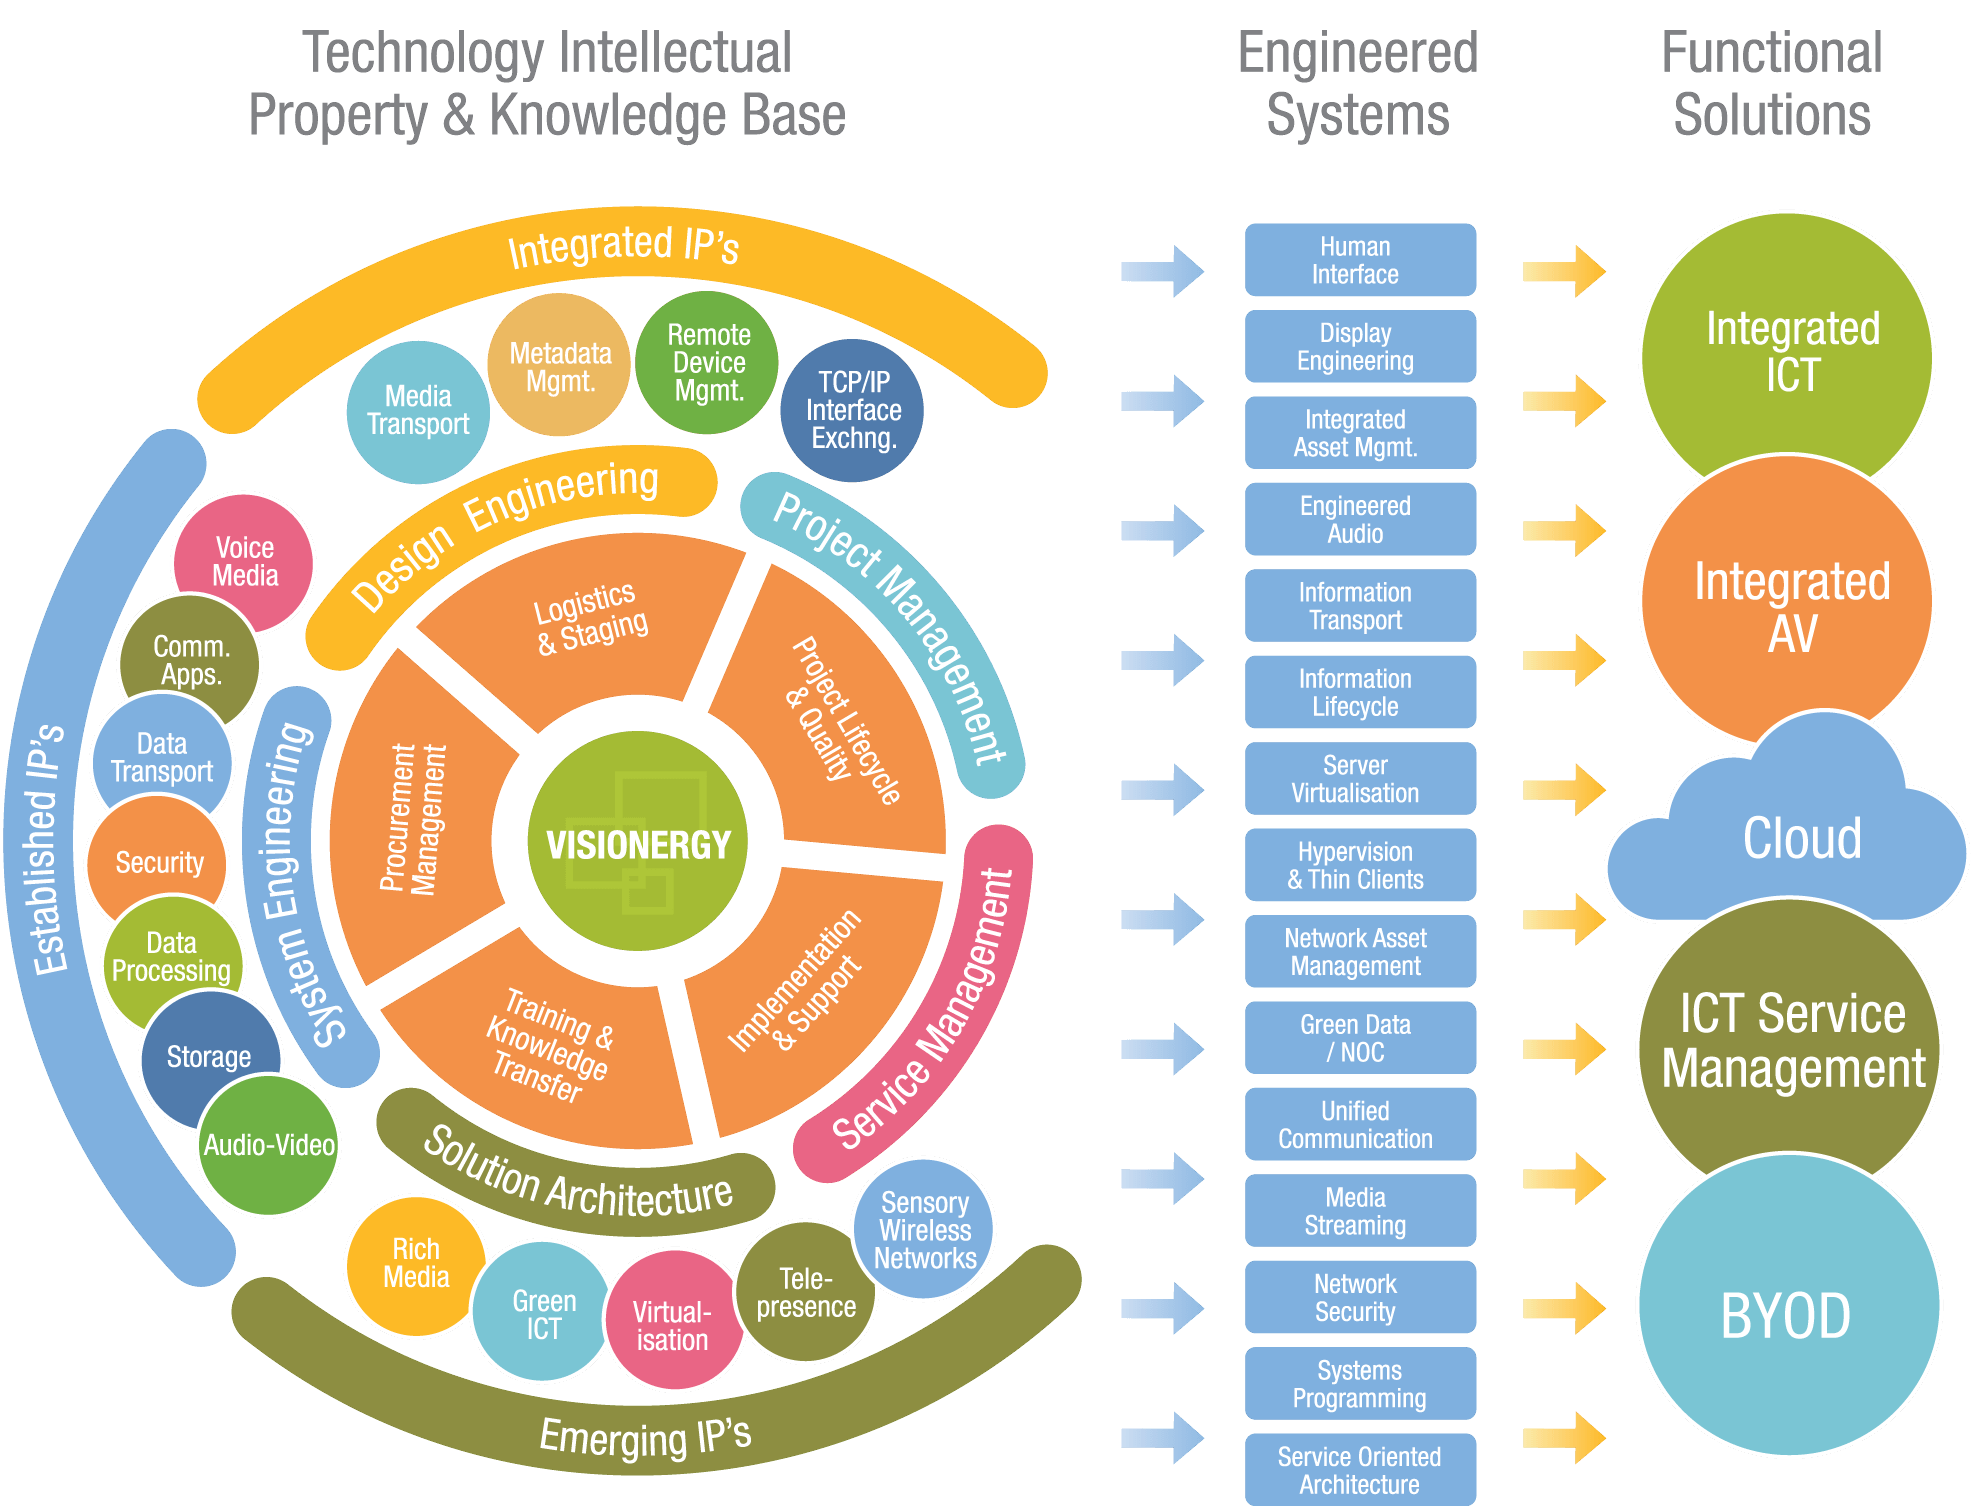 Technology Intellectual
Property & Knowledge Base
Engineered
Systems
Functional
Solutions
Integrated IP's
Media
Transport
Metadata
Mgmt.
Remote
Device
Mgmt.
TCP/IP
Interface
Exchng.
Established IP's
Voice
Media
Comm.
Apps.
Data
Transport
Security
Data
Processing
Storage
Audio-Video
Emerging IP's
Rich
Media
Green
ICT
Virtual-
isation
Tele-
presence
Sensory
Wireless
Networks
Design Engineering
Project Management
Service Management
Solution Architecture
System Engineering
Logistics
& Staging
Project Lifecycle
& Quality
Implementation
& Support
Training &
Knowledge
Transfer
Procurement
Management
VISIONERGY
Human
Interface
Display
Engineering
Integrated
Asset Mgmt.
Engineered
Audio
Information
Transport
Information
Lifecycle
Server
Virtualisation
Hypervision
& Thin Clients
Network Asset
Management
Green Data
/ NOC
Unified
Communication
Media
Streaming
Network
Security
Systems
Programming
Service Oriented
Architecture
Integrated
ICT
Integrated
AV
Cloud
ICT Service
Management
BYOD